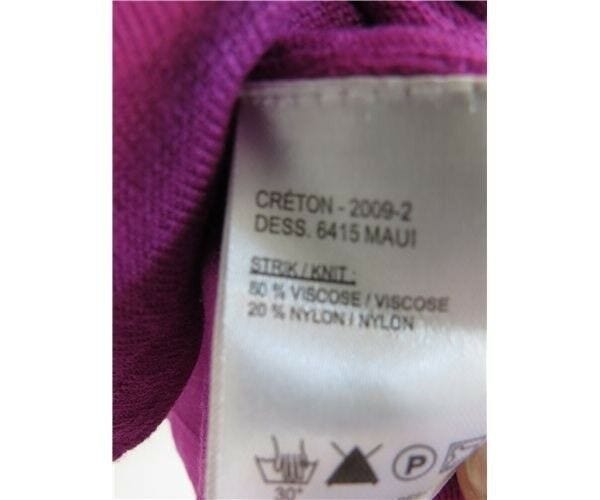 CRÉTON - 2009-2
DESS. 6415 MAUI
STRIK / KNIT:
80 % VISCOSE / VISCOSE
20 % NYLON / NYLON
30°
P